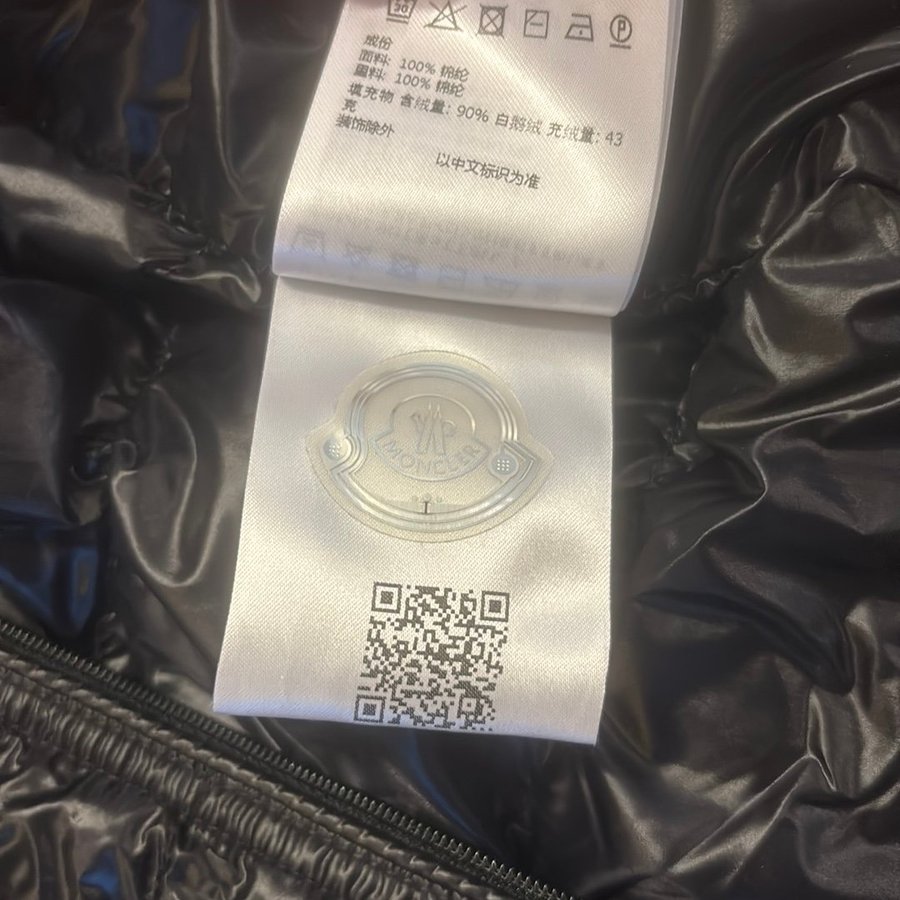 30
P
成份
面料: 100% 锦纶
里料: 100% 锦纶
填充物 含绒量: 90% 白鹅绒 充绒量: 43
克
装饰除外
以中文标识为准
MONCLER
I